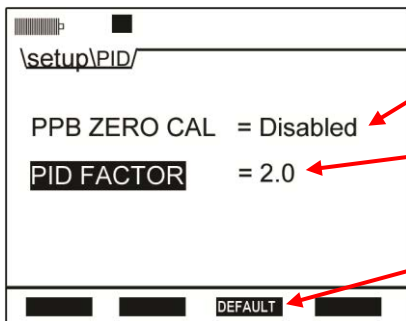 \setup\PID/
PPB ZERO CAL = Disabled
PID FACTOR = 2.0
DEFAULT